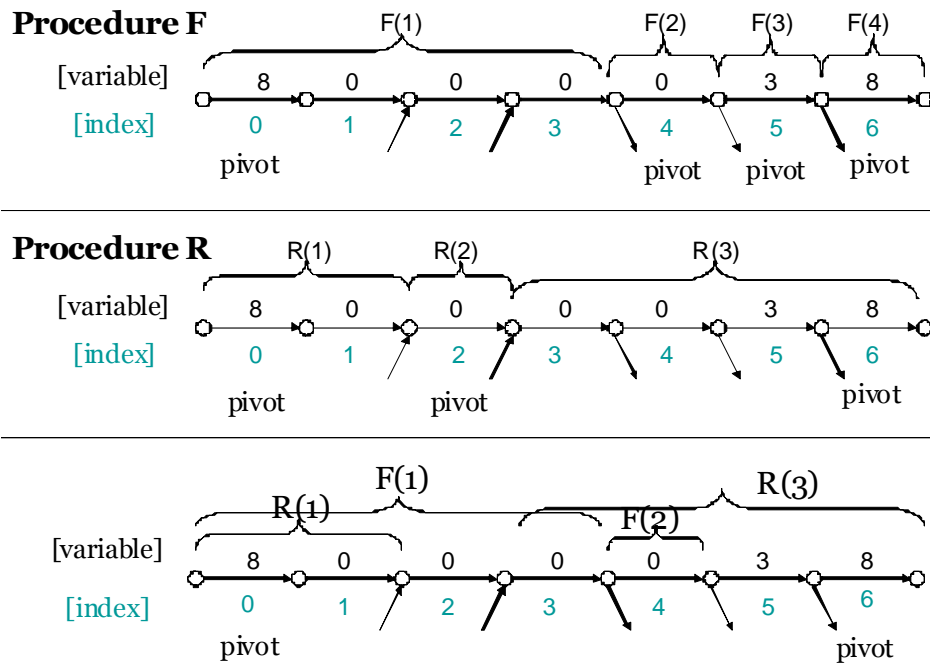 Procedure F
F(1) F(2) F(3) F(4)
[variable] 8 0 0 0 0 3 8
[index] 0 1 2 3 4 5 6
pivot pivot pivot pivot
Procedure R
R(1) R(2) R(3)
[variable] 8 0 0 0 0 3 8
[index] 0 1 2 3 4 5 6
pivot pivot pivot
F(1) R(3)
R(1) F(2)
[variable] 8 0 0 0 0 3 8
[index] 0 1 2 3 4 5 6
pivot pivot